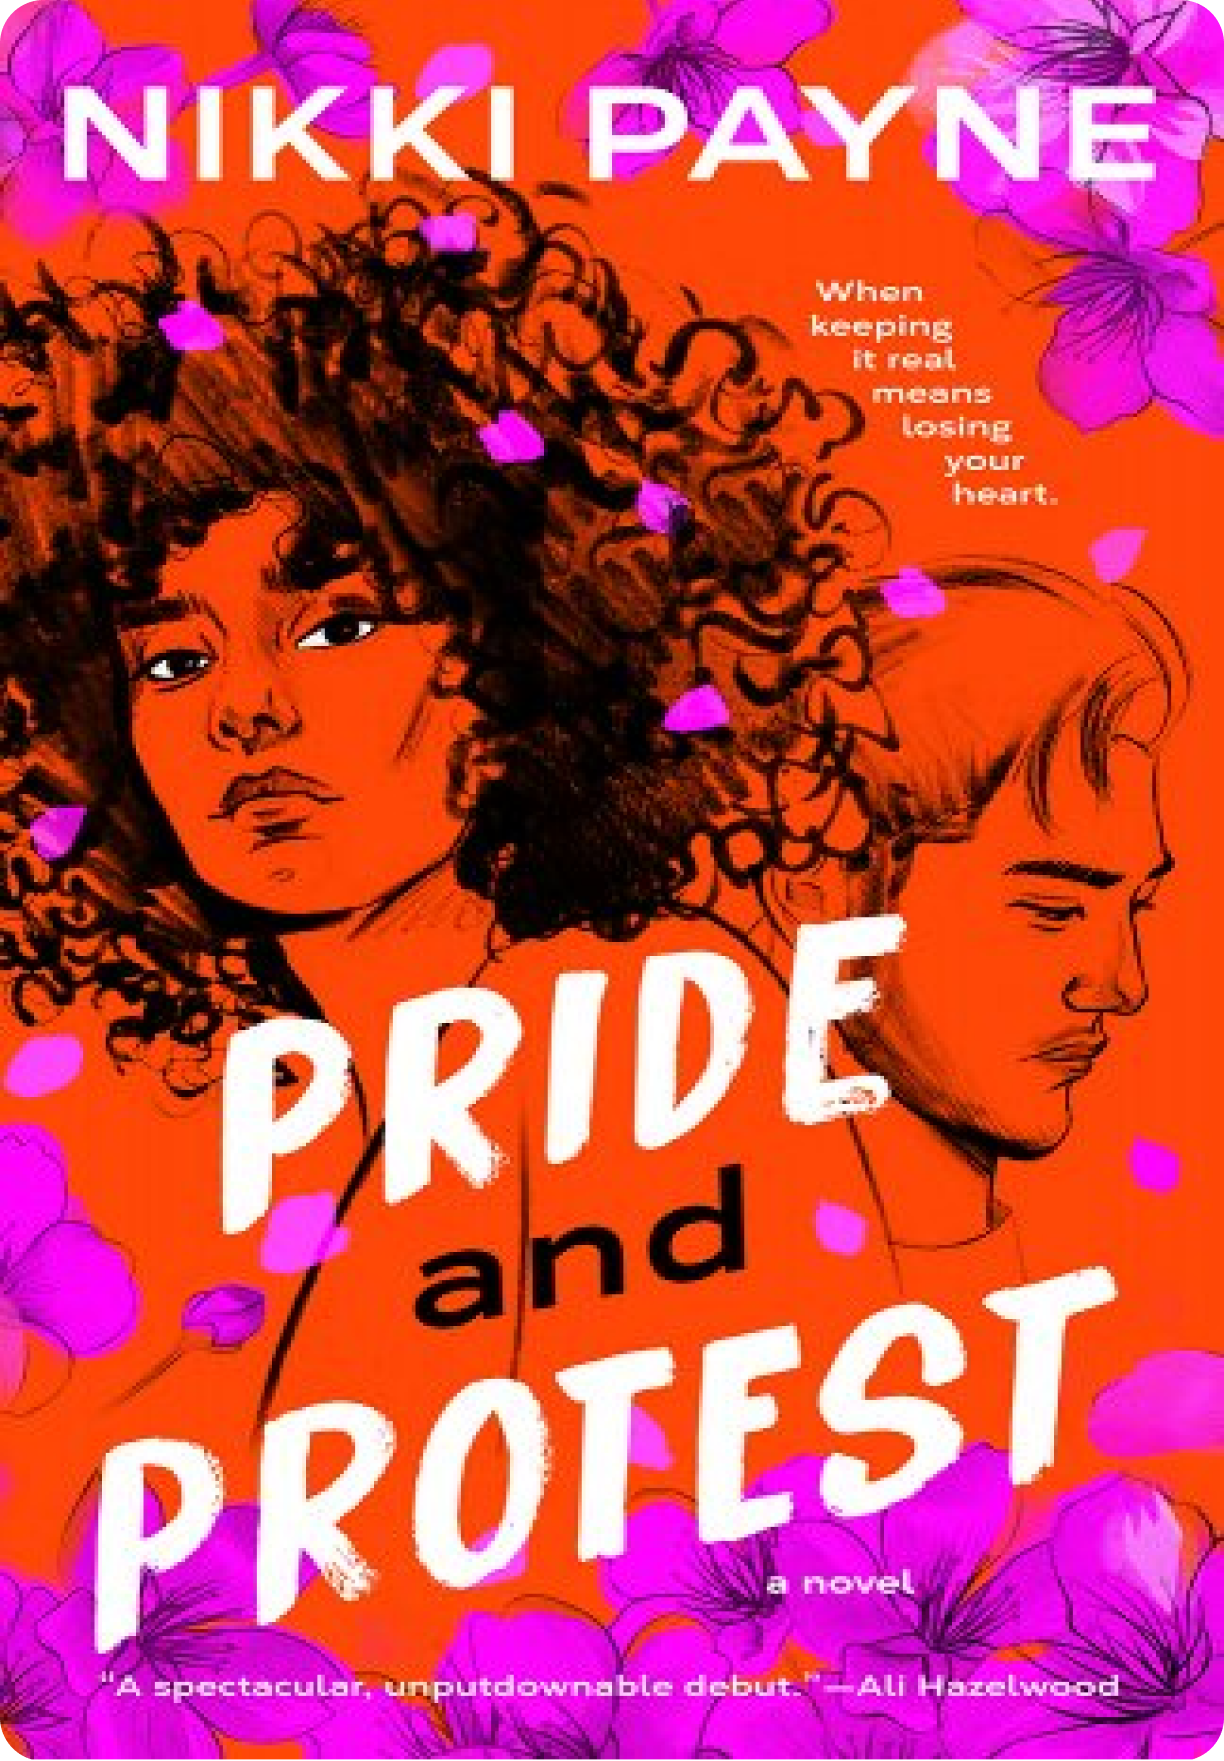 NIKKI PAYNE
When
keeping
it real
means
losing
your
heart.
PRIDE
and
PROTEST
a novel
“A spectacular, unputdownable debut.”—Ali Hazelwood